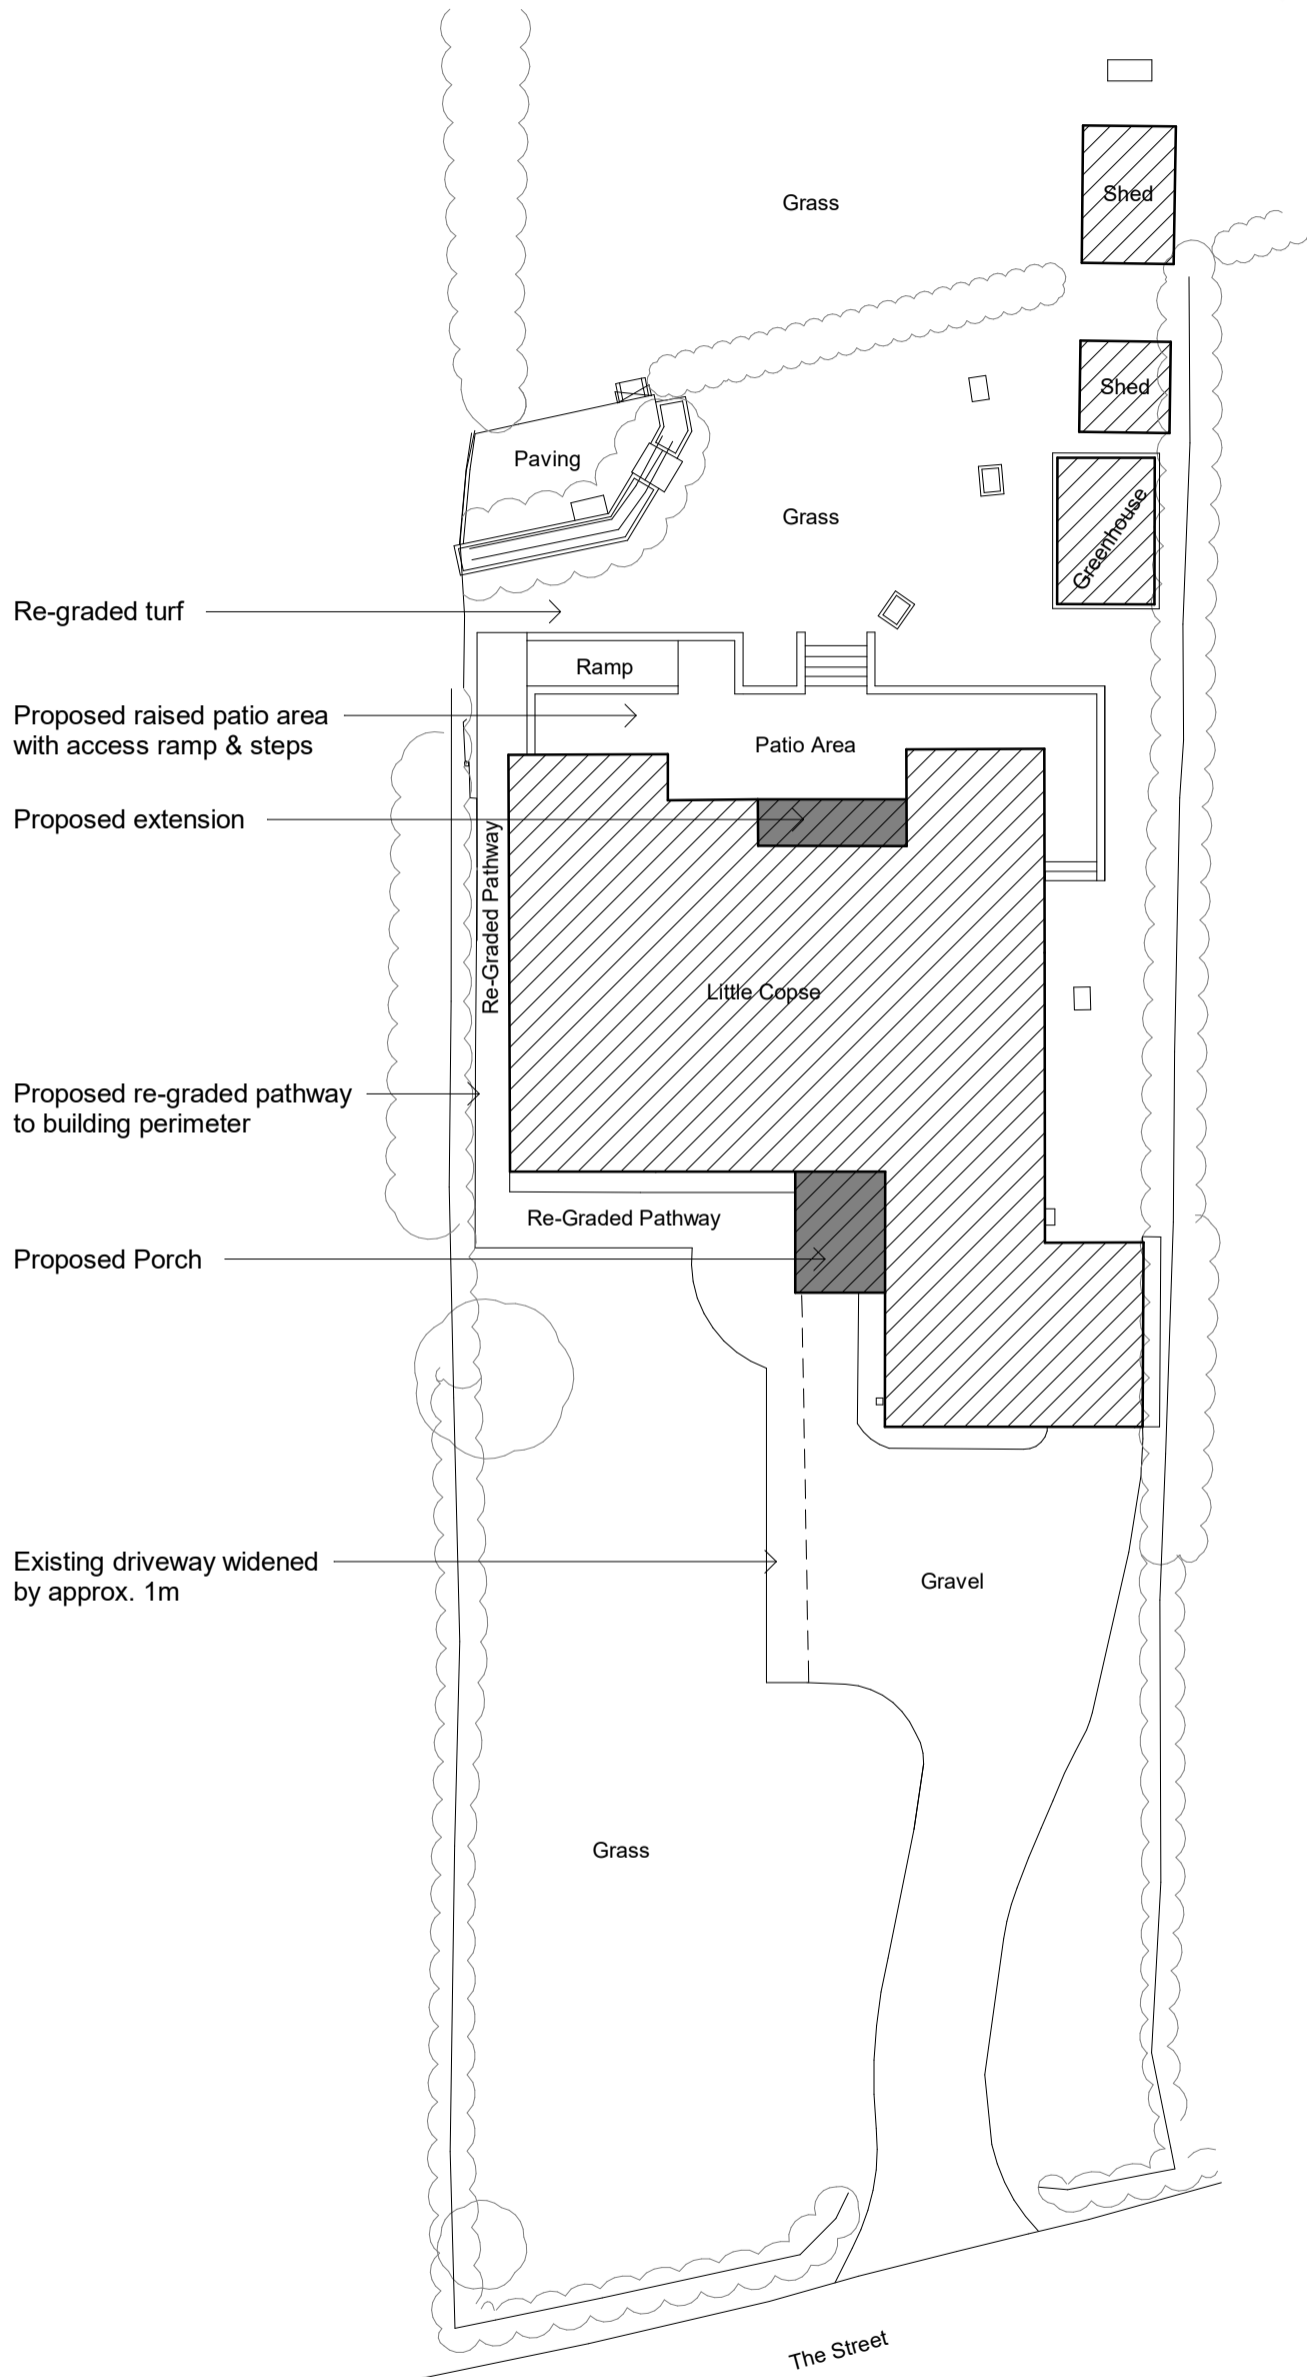 Grass
Shed
Shed
Paving
Grass
Greenhouse
Re-graded turf
Ramp
Proposed raised patio area
with access ramp & steps
Patio Area
Proposed extension
Re-Graded Pathway
Little Copse
Proposed re-graded pathway
to building perimeter
Re-Graded Pathway
Proposed Porch
Existing driveway widened
by approx. 1m
Gravel
Grass
The Street